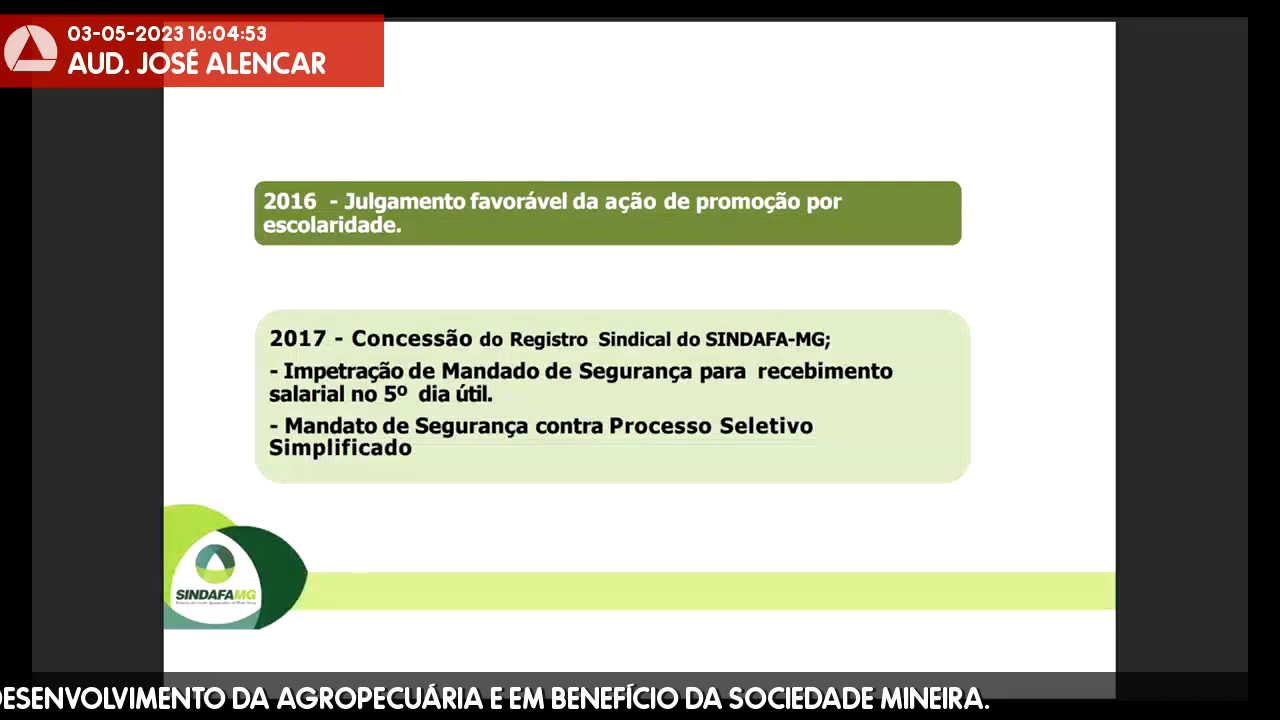 03-05-2023 16:04:53
AUD. JOSÉ ALENCAR
2016 - Julgamento favorável da ação de promoção por
escolaridade.
2017 - Concessão do Registro Sindical do SINDAFA-MG;
- Impetração de Mandado de Segurança para recebimento
salarial no 5º dia útil.
- Mandato de Segurança contra Processo Seletivo
Simplificado
SINDAFAMG
DESENVOLVIMENTO DA AGROPECUÁRIA E EM BENEFÍCIO DA SOCIEDADE MINEIRA.